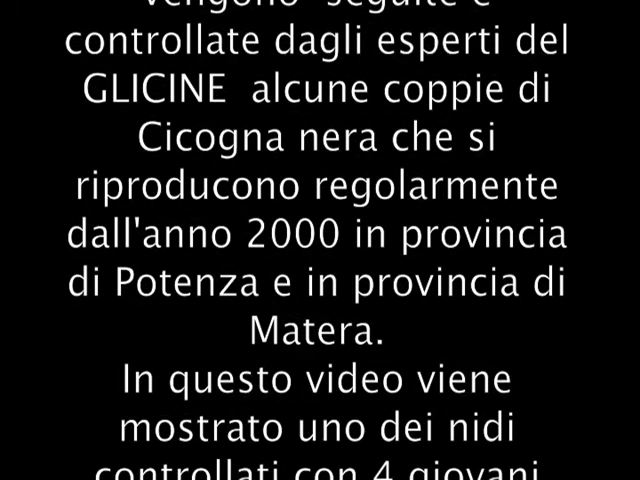 vengono seguite e
controllate dagli esperti del
GLICINE alcune coppie di
Cicogna nera che si
riproducono regolarmente
dall'anno 2000 in provincia
di Potenza e in provincia di
Matera.
In questo video viene
mostrato uno dei nidi
controllati con 4 giovani